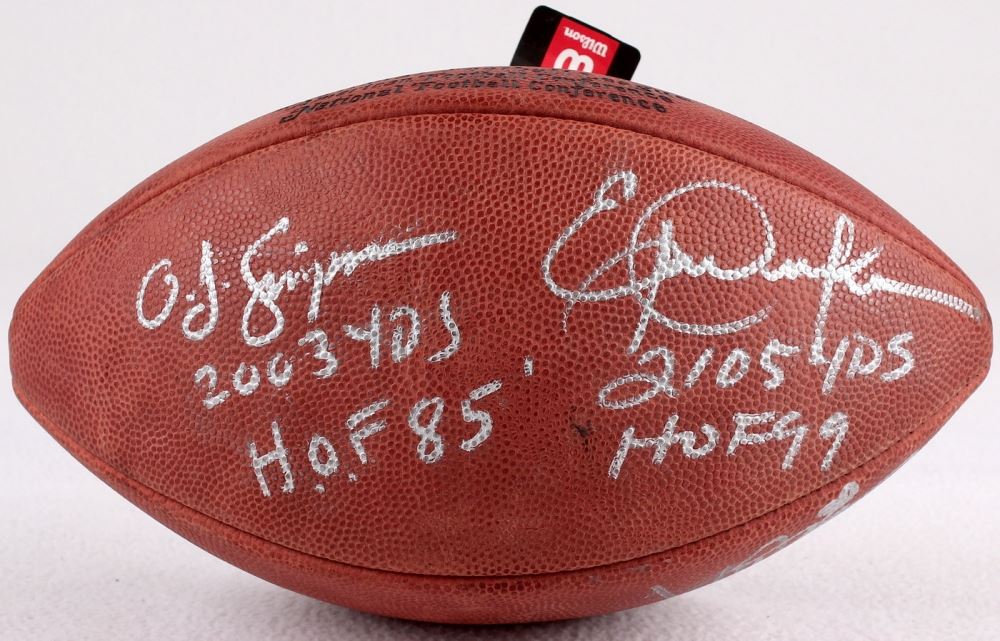 Wilson
National Football Conference
O.J. Simpson
2003 YDS
H.O.F 85
Eric Dickerson
2105 YDS
HOF 99